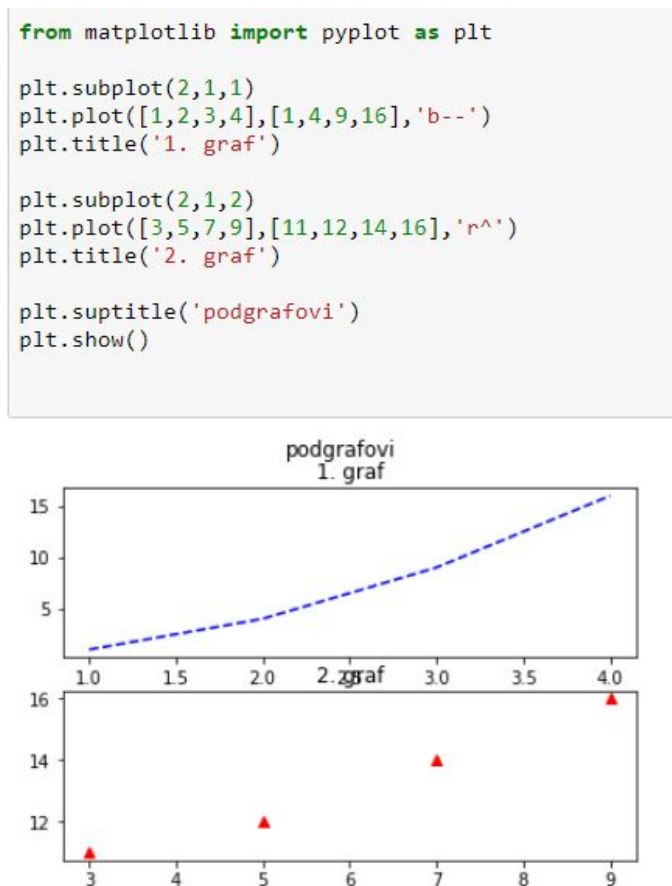 from matplotlib import pyplot as plt
plt.subplot(2,1,1)
plt.plot([1,2,3,4],[1,4,9,16],'b--')
plt.title('1. graf')
plt.subplot(2,1,2)
plt.plot([3,5,7,9],[11,12,14,16],'r^')
plt.title('2. graf')
plt.suptitle('podgrafovi')
plt.show()
podgrafovi
1. graf
15
10
5
1.0 1.5 2.0 2.5 3.0 3.5 4.0
2. graf
16
14
12
3 4 5 6 7 8 9